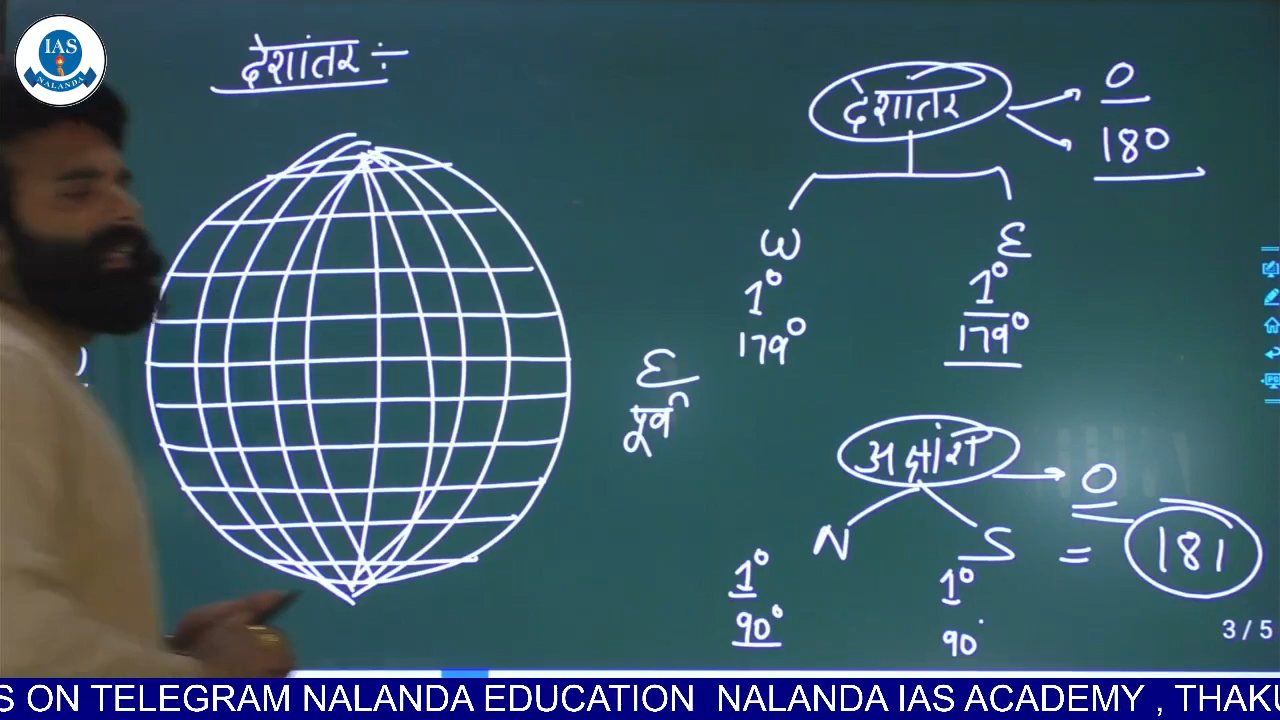 IAS
NALANDA
देशांतर :-
देशांतर
0
180
W
E
1°
1°
179°
179°
E
पूर्व
अक्षांश
0
N
S
= 181
1°
1°
90°
90°
3 / 5
S ON TELEGRAM NALANDA EDUCATION NALANDA IAS ACADEMY , THAKU